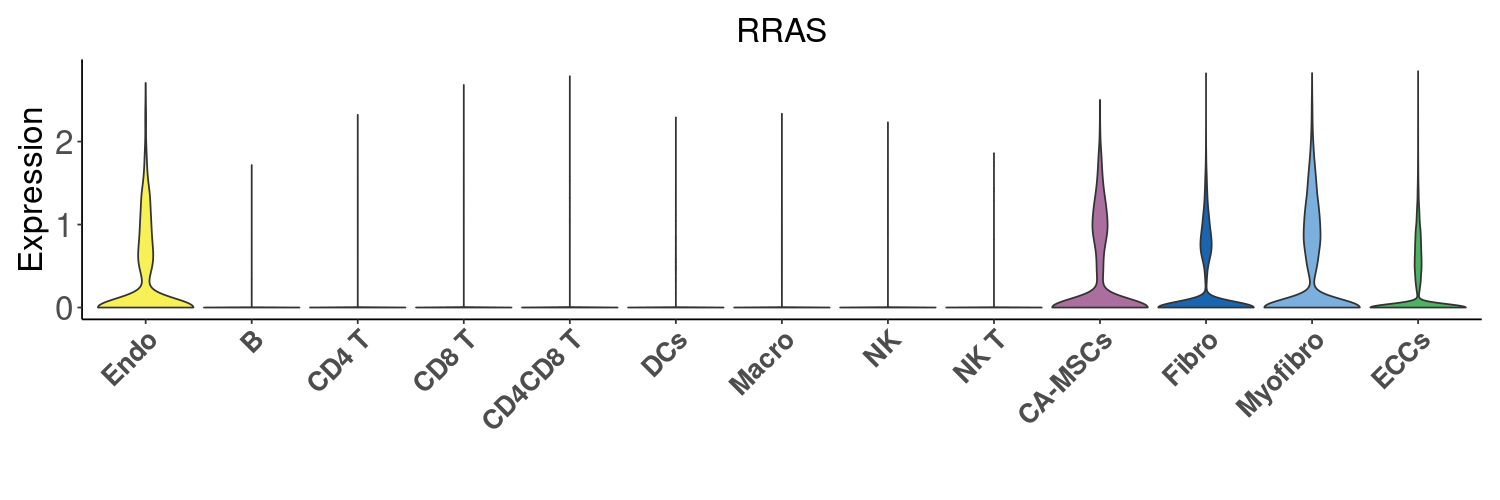 RRAS
Expression
2
1
0
Endo
B
CD4 T
CD8 T
CD4CD8 T
DCs
Macro
NK
NK T
CA-MSCs
Fibro
Myofibro
ECCs